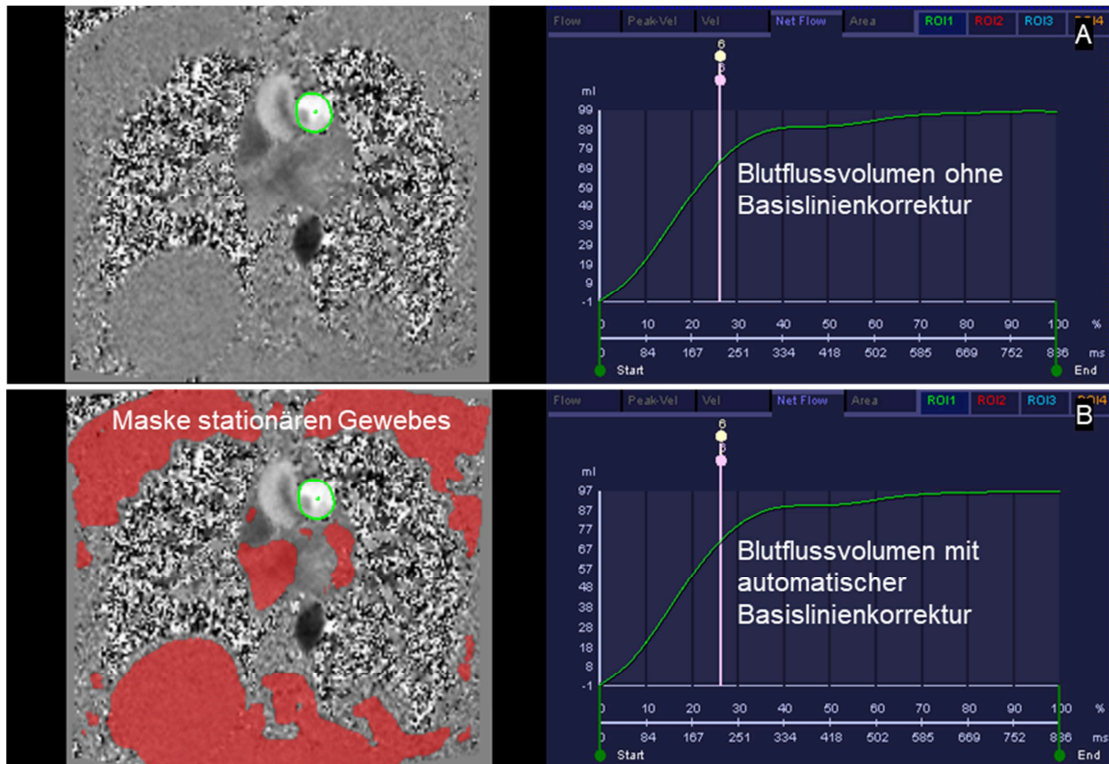 Flow Peak-Vel Vel Net Flow Area ROI1 ROI2 ROI3 ROI4
A
6
ml
99
89
79
69
59
49
39
29
19
9
-1
Blutflussvolumen ohne
Basislinienkorrektur
0 10 20 30 40 50 60 70 80 90 100 %
0 84 167 251 334 418 502 585 669 752 836 ms
Start End
Maske stationären Gewebes
Flow Peak-Vel Vel Net Flow Area ROI1 ROI2 ROI3 ROI4
B
6
ml
97
87
77
67
57
48
38
28
18
8
-1
Blutflussvolumen mit
automatischer
Basislinienkorrektur
0 10 20 30 40 50 60 70 80 90 100 %
0 84 167 251 334 418 502 585 669 752 836 ms
Start End